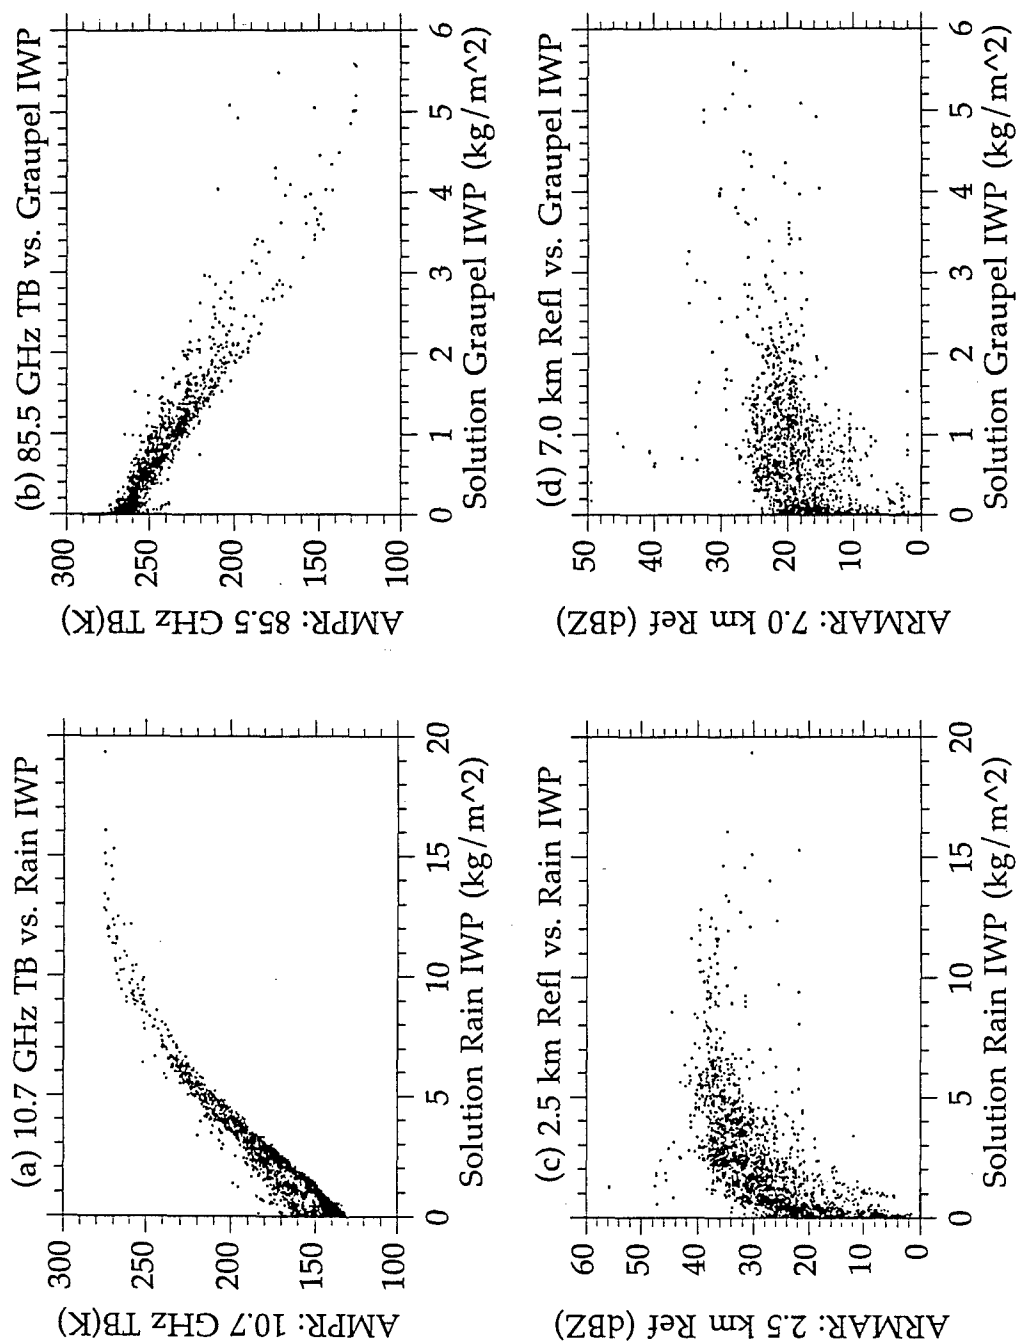 (a) 10.7 GHz TB vs. Rain IWP
AMPR: 10.7 GHz TB(K)
300
250
200
150
100
0 5 10 15 20
Solution Rain IWP (kg/m^2)
(b) 85.5 GHz TB vs. Graupel IWP
AMPR: 85.5 GHz TB(K)
300
250
200
150
100
0 1 2 3 4 5 6
Solution Graupel IWP (kg/m^2)
(c) 2.5 km Refl vs. Rain IWP
ARMAR: 2.5 km Ref (dBZ)
60
50
40
30
20
10
0
0 5 10 15 20
Solution Rain IWP (kg/m^2)
(d) 7.0 km Refl vs. Graupel IWP
ARMAR: 7.0 km Ref (dBZ)
50
40
30
20
10
0
0 1 2 3 4 5 6
Solution Graupel IWP (kg/m^2)